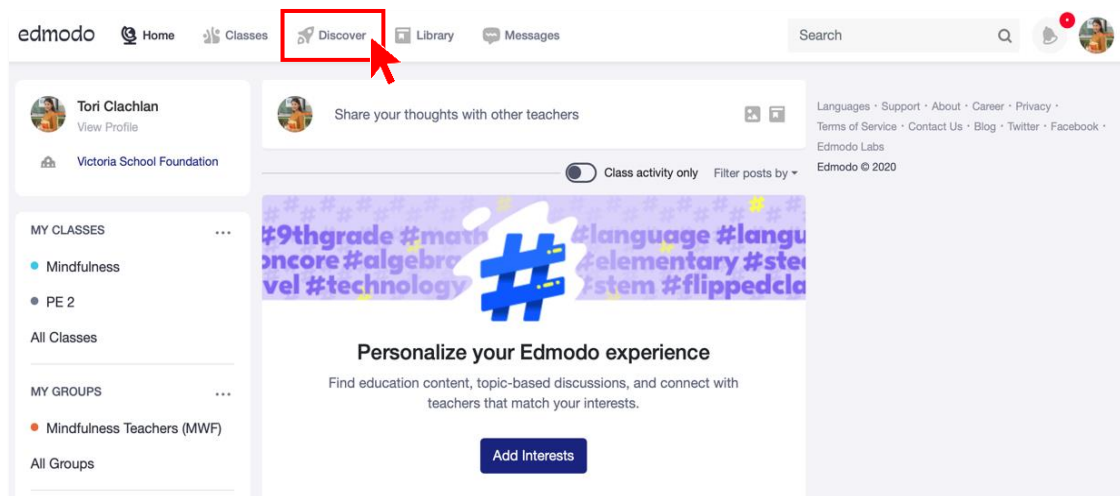 edmodo Home Classes Discover Library Messages Search
Tori Clachlan
View Profile
Victoria School Foundation
MY CLASSES
Mindfulness
PE 2
All Classes
MY GROUPS
Mindfulness Teachers (MWF)
All Groups
Share your thoughts with other teachers
Class activity only Filter posts by
#9thgrade #math #language #langu
oncore #algebra #elementary #ste
vel #technology #stem #flippedcla
Personalize your Edmodo experience
Find education content, topic-based discussions, and connect with
teachers that match your interests.
Add Interests
Languages · Support · About · Career · Privacy ·
Terms of Service · Contact Us · Blog · Twitter · Facebook ·
Edmodo Labs
Edmodo © 2020